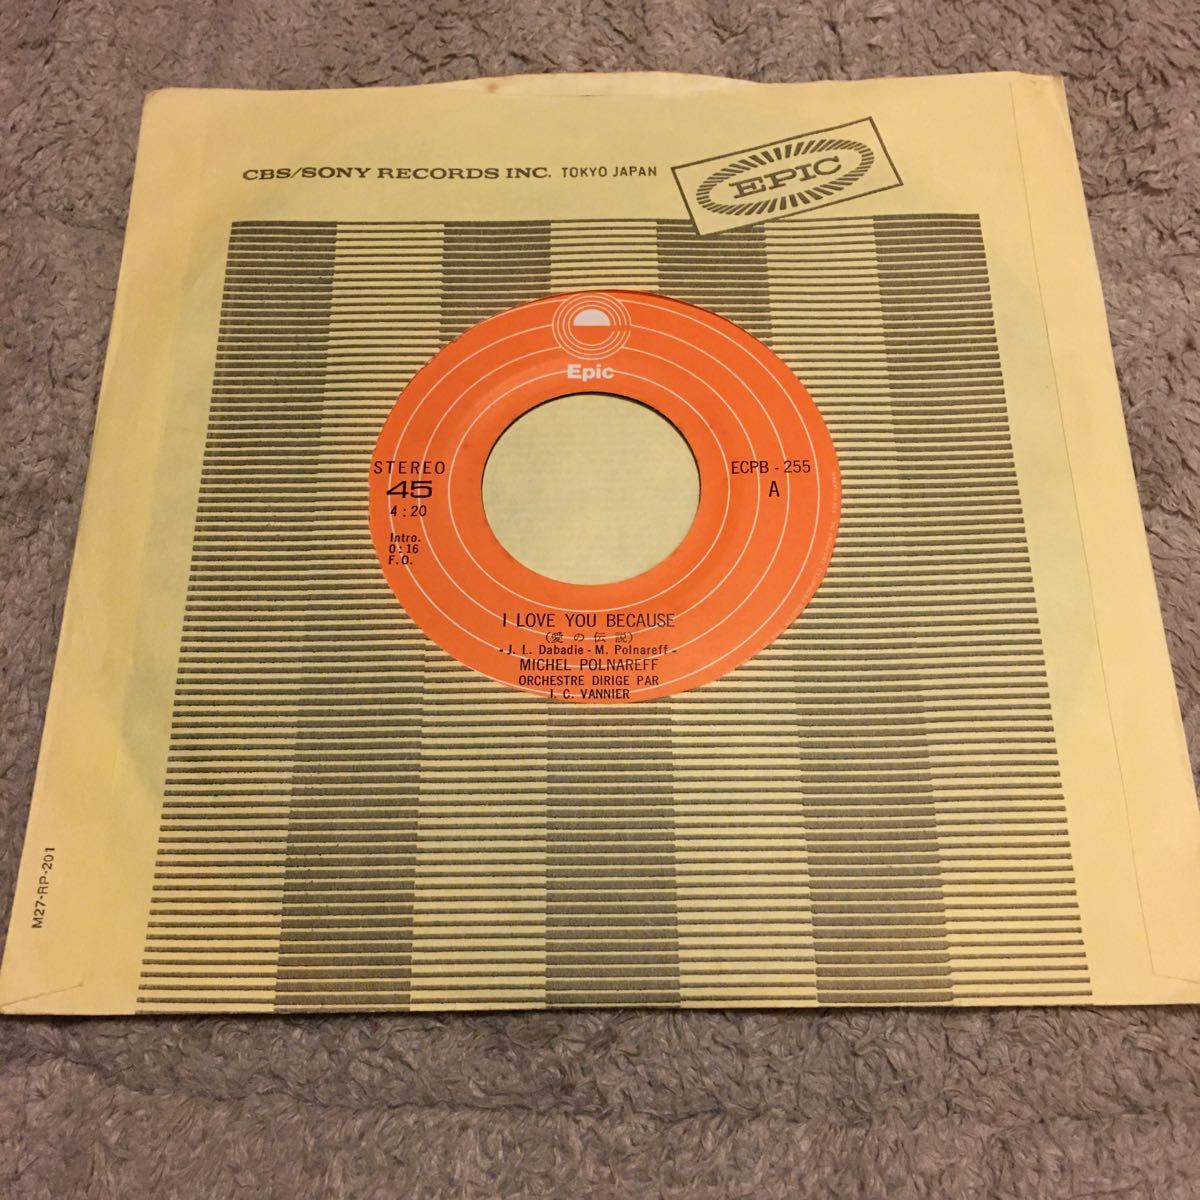 CBS/SONY RECORDS INC. TOKYO JAPAN
EPIC
Epic
STEREO
45
4:20
Intro.
0:16
F.O.
ECPB - 255
A
I LOVE YOU BECAUSE
(愛の伝説)
- J. L. Dabadie - M. Polnareff -
MICHEL POLNAREFF
ORCHESTRE DIRIGE PAR
J. C. VANNIER
M27-RP-201